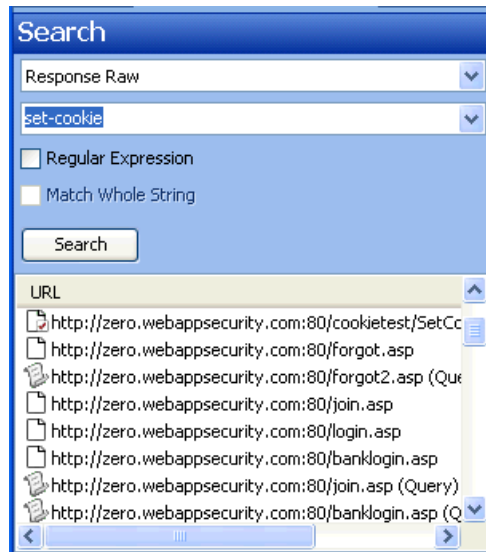 Search
Response Raw
set-cookie
Regular Expression
Match Whole String
Search
URL
http://zero.webappsecurity.com:80/cookietest/SetCo
http://zero.webappsecurity.com:80/forgot.asp
http://zero.webappsecurity.com:80/forgot2.asp (Que
http://zero.webappsecurity.com:80/join.asp
http://zero.webappsecurity.com:80/login.asp
http://zero.webappsecurity.com:80/banklogin.asp
http://zero.webappsecurity.com:80/join.asp (Query)
http://zero.webappsecurity.com:80/banklogin.asp (Q